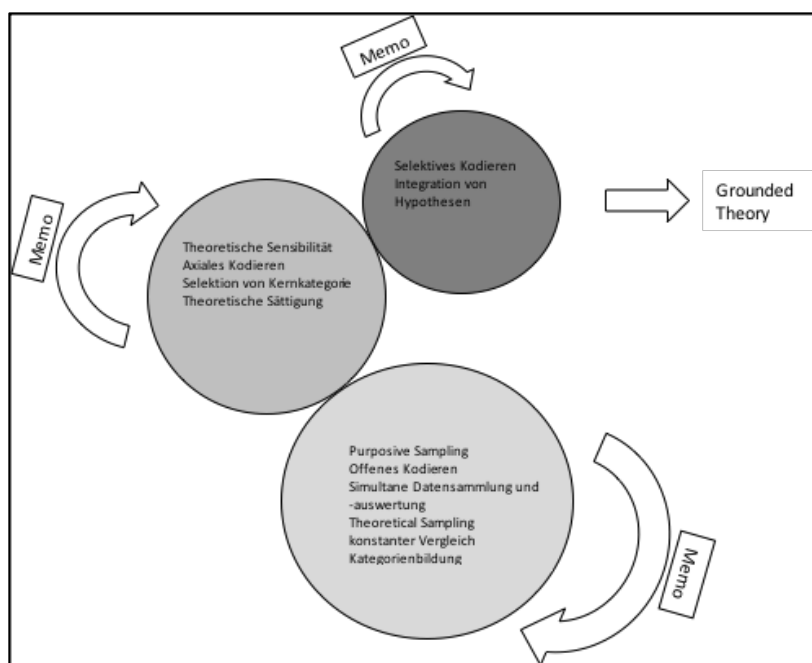 Memo
Selektives Kodieren
Integration von
Hypothesen
Grounded
Theory
Memo
Theoretische Sensibilität
Axiales Kodieren
Selektion von Kernkategorie
Theoretische Sättigung
Purposive Sampling
Offenes Kodieren
Simultane Datensammlung und
-auswertung
Theoretical Sampling
konstanter Vergleich
Kategorienbildung
Memo